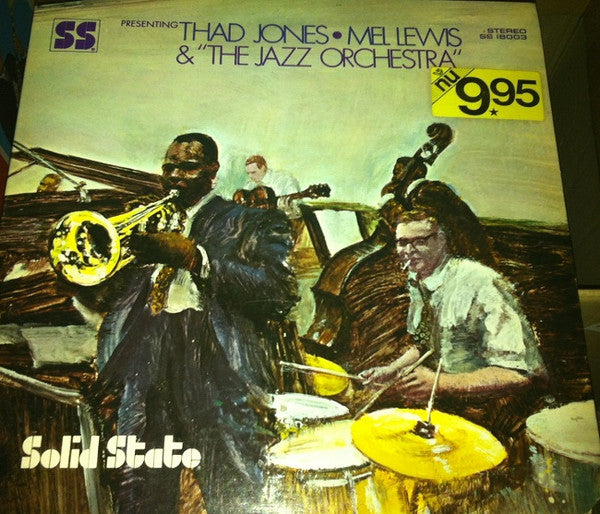 SS
PRESENTING THAD JONES • MEL LEWIS
& "THE JAZZ ORCHESTRA"
STEREO
SS 18003
nu
9.95
Solid State